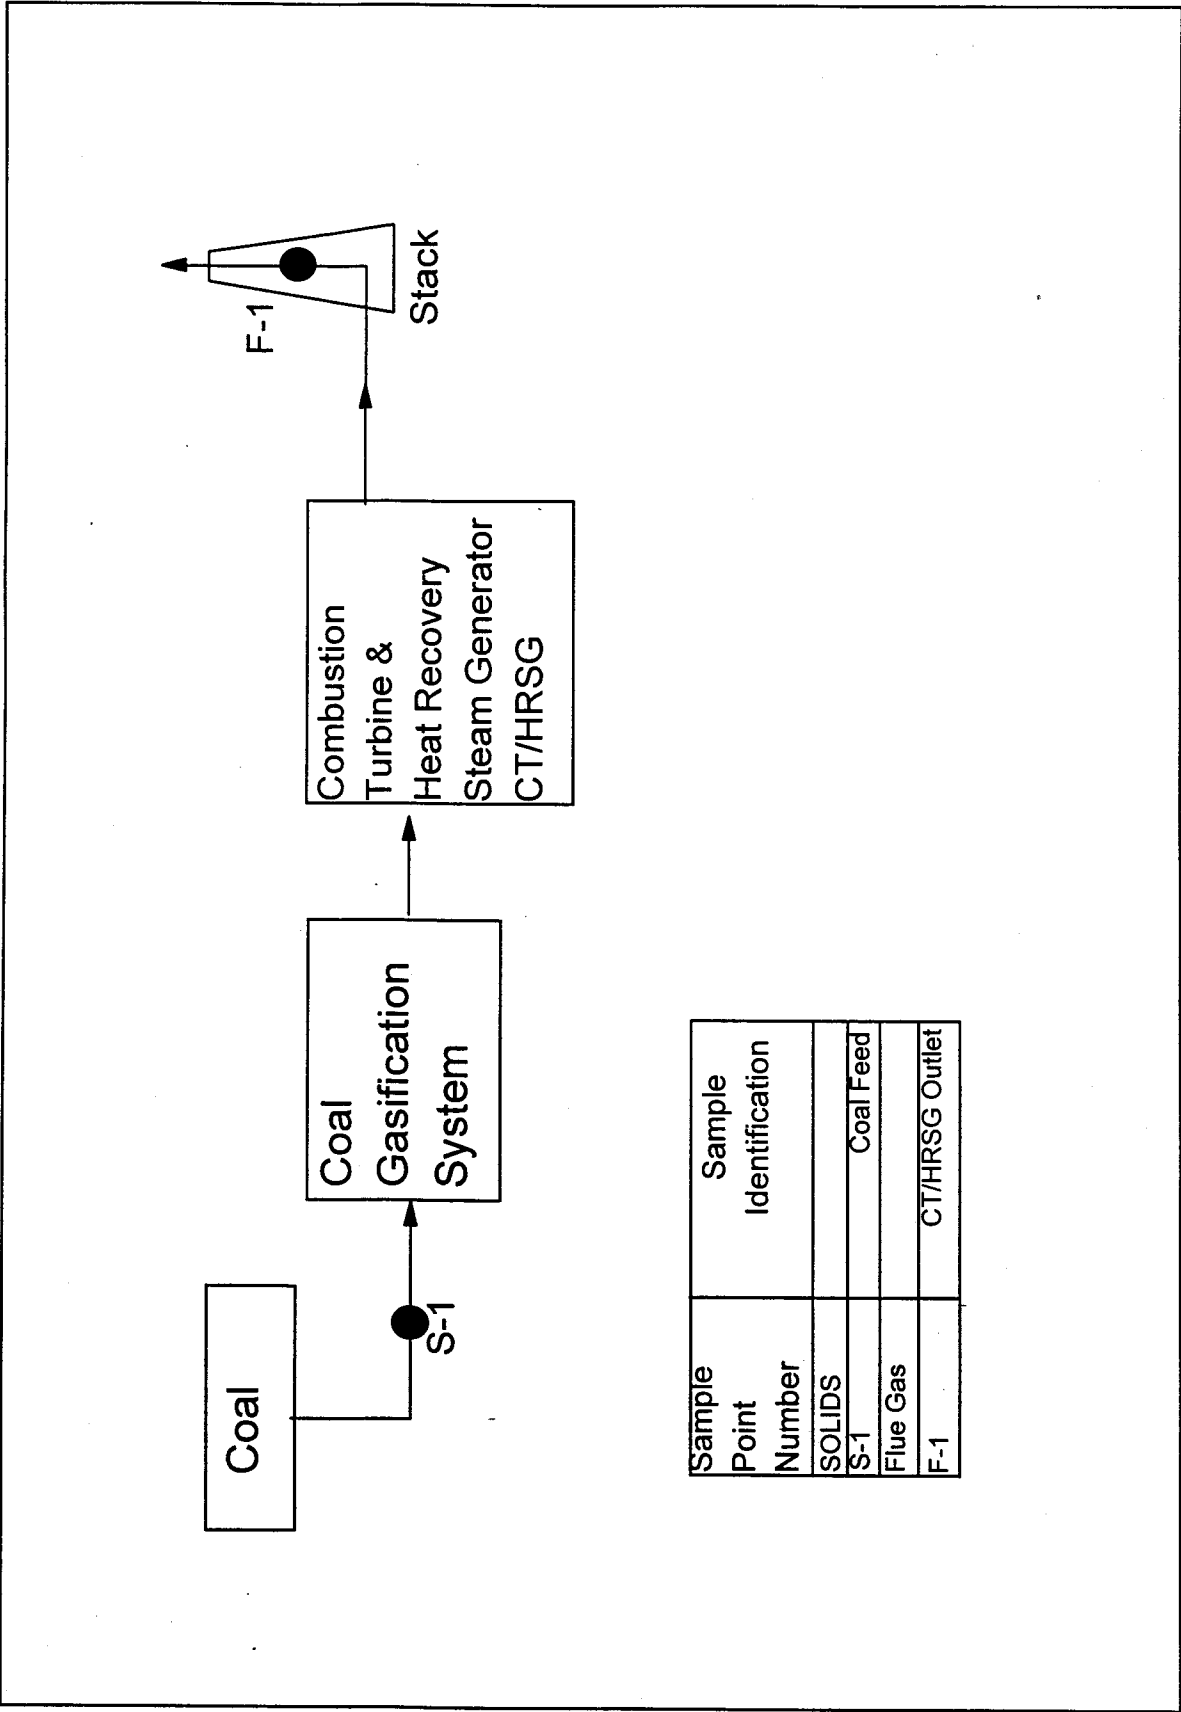 Coal
S-1
Coal
Gasification
System
Combustion
Turbine &
Heat Recovery
Steam Generator
CT/HRSG
F-1
Stack
Sample
Point
Number
Sample
Identification
SOLIDS
S-1 Coal Feed
Flue Gas
F-1 CT/HRSG Outlet